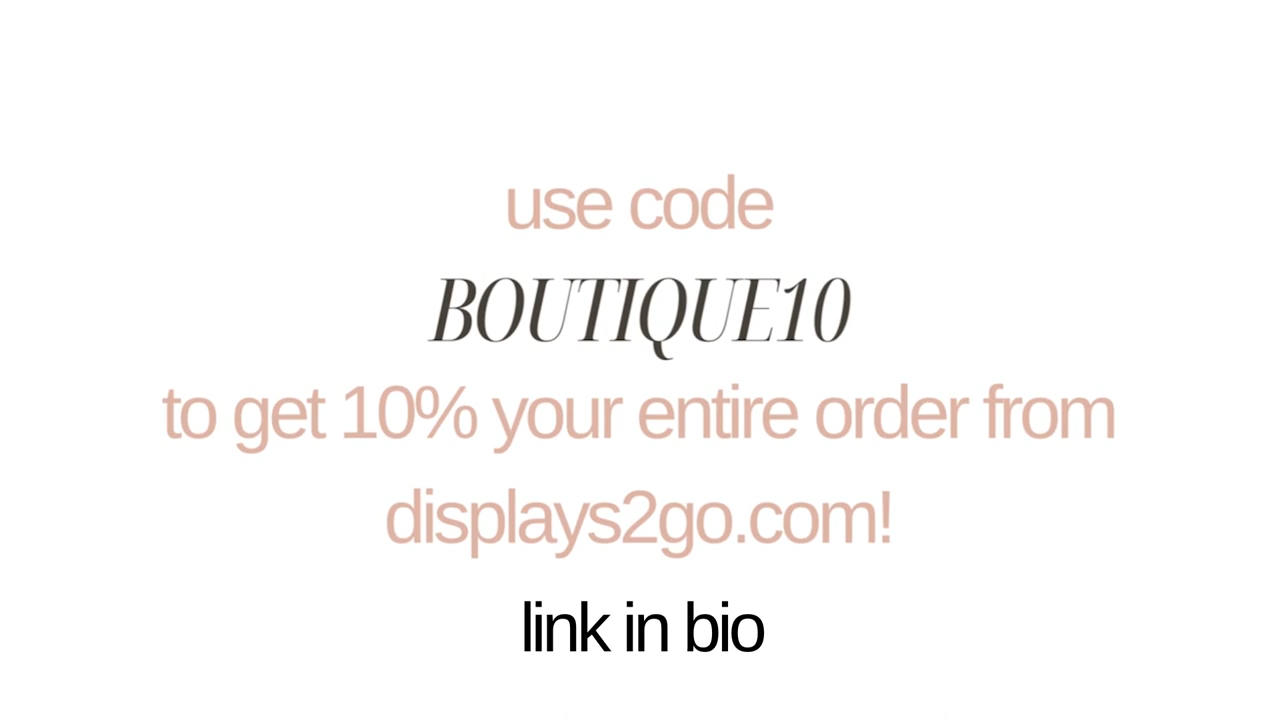 use code
BOUTIQUE10
to get 10% your entire order from
displays2go.com!
link in bio